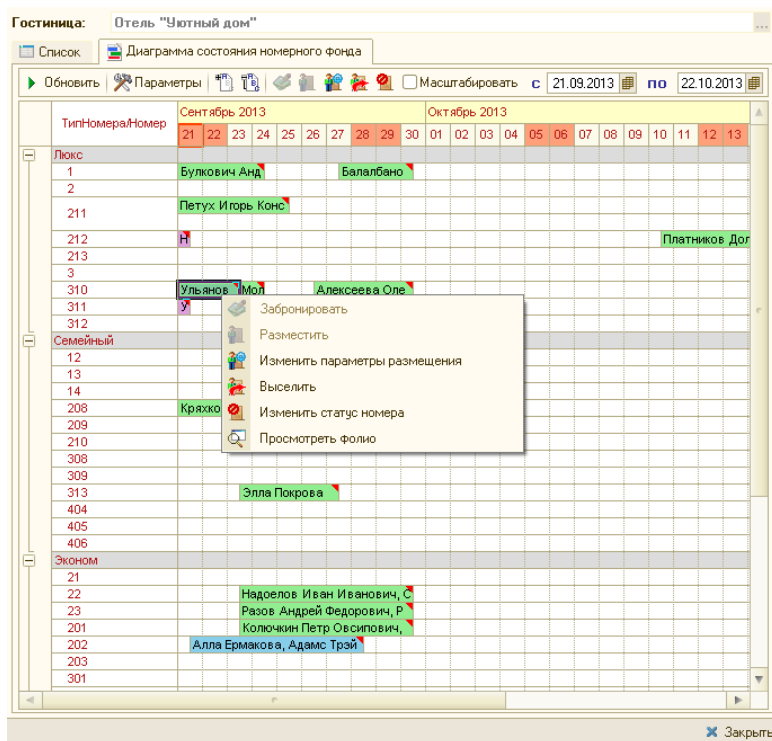 Гостиница: Отель "Уютный дом" ...
Список Диаграмма состояния номерного фонда
Обновить Параметры Масштабировать с 21.09.2013 по 22.10.2013
ТипНомера/Номер Сентябрь 2013 Октябрь 2013
21 22 23 24 25 26 27 28 29 30 01 02 03 04 05 06 07 08 09 10 11 12 13
Люкс
1 Булкович Анд Балалбано
2
211 Петух Игорь Конс
212 Н Платников Дол
213
3
310 Ульянов Мол Алексеева Оле
311 У
312
Забронировать
Разместить
Изменить параметры размещения
Выселить
Изменить статус номера
Просмотреть фолио
Семейный
12
13
14
208 Кряхко
209
210
308
309
313 Элла Покрова
404
405
406
Эконом
21
22 Надоелов Иван Иванович, С
23 Разов Андрей Федорович, Р
201 Колючкин Петр Овсипович,
202 Алла Ермакова, Адамс Трэй
203
301
Закрыть